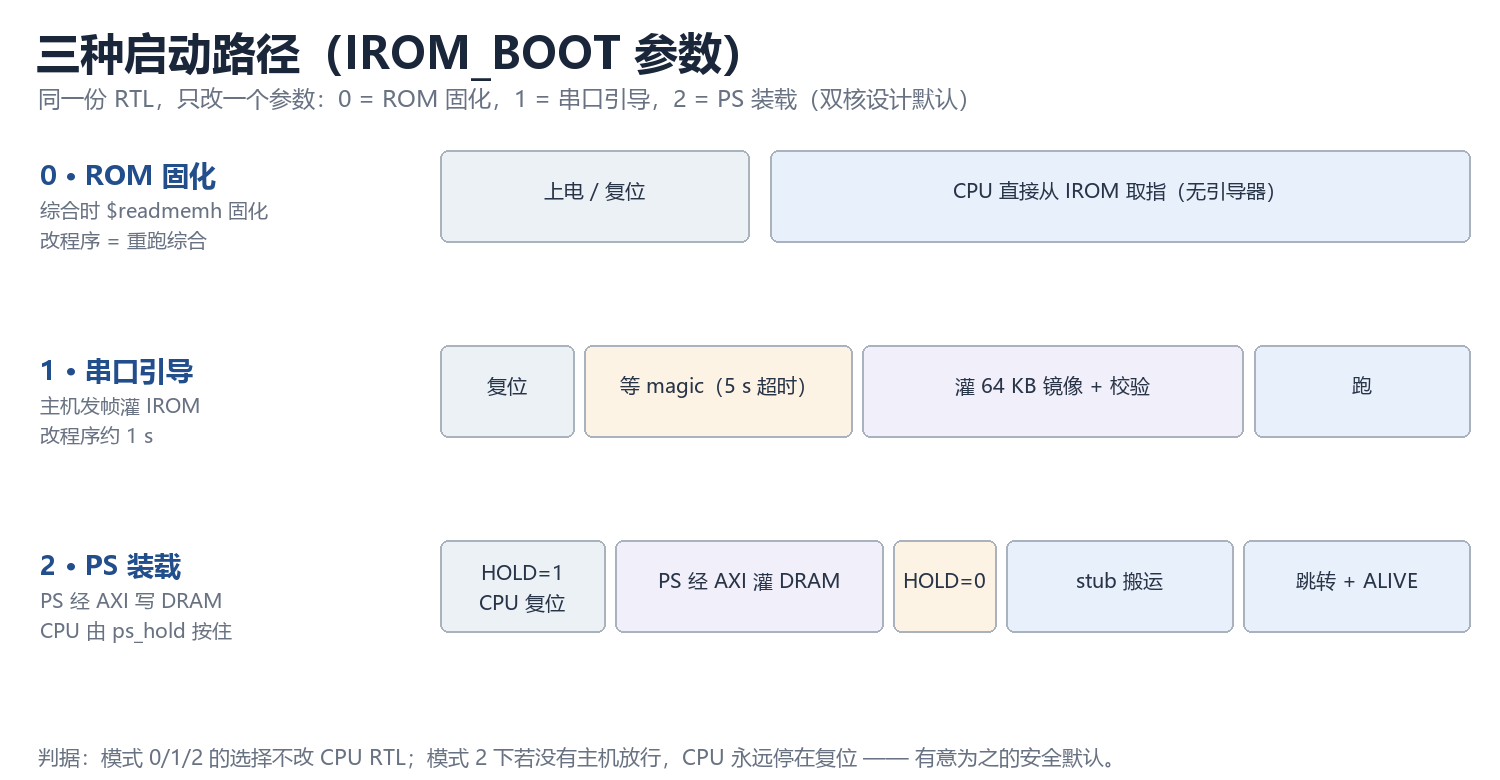 三种启动路径（IROM_BOOT 参数）
同一份 RTL，只改一个参数：0 = ROM 固化，1 = 串口引导，2 = PS 装载（双核设计默认）
0 • ROM 固化
综合时 $readmemh 固化
改程序 = 重跑综合
上电 / 复位
CPU 直接从 IROM 取指（无引导器）
1 • 串口引导
主机发帧灌 IROM
改程序约 1 s
复位
等 magic（5 s 超时）
灌 64 KB 镜像 + 校验
跑
2 • PS 装载
PS 经 AXI 写 DRAM
CPU 由 ps_hold 按住
HOLD=1
CPU 复位
PS 经 AXI 灌 DRAM
HOLD=0
stub 搬运
跳转 + ALIVE
判据：模式 0/1/2 的选择不改 CPU RTL；模式 2 下若没有主机放行，CPU 永远停在复位 —— 有意为之的安全默认。